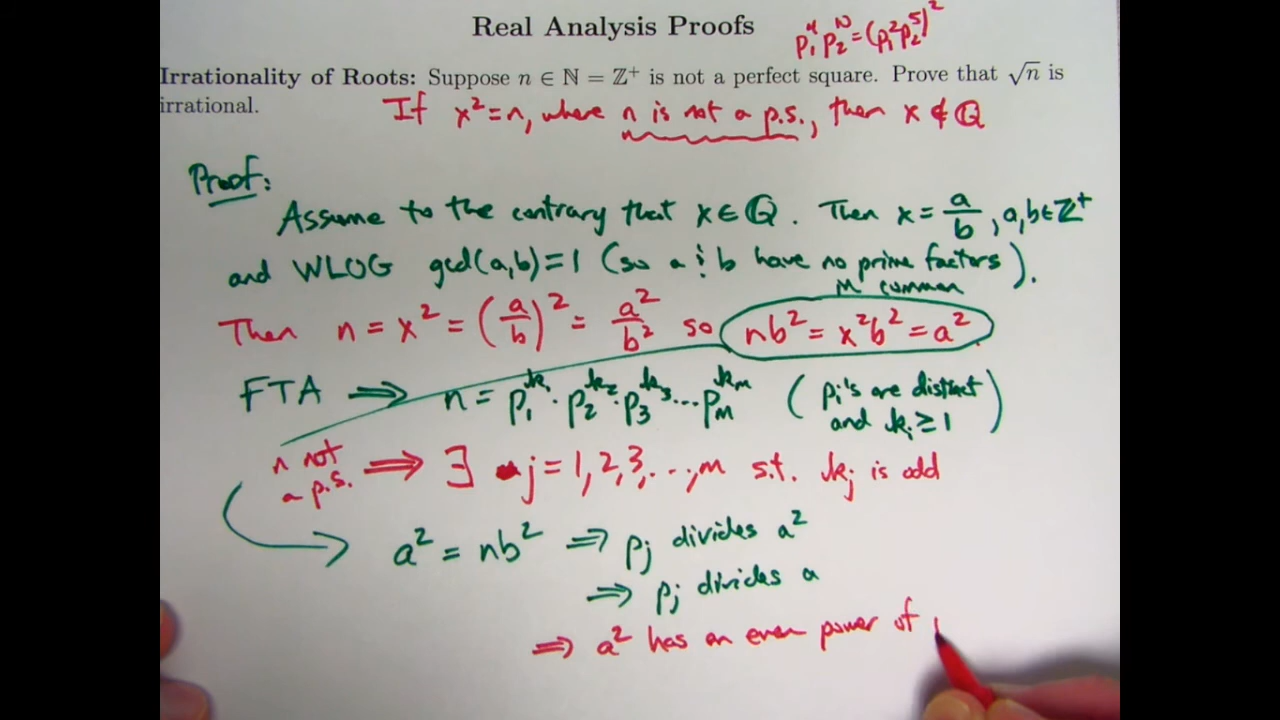 Real Analysis Proofs
p₁⁴ p₂¹⁰ = (p₁² p₂⁵)²
Irrationality of Roots: Suppose n ∈ ℕ = ℤ⁺ is not a perfect square. Prove that √n is
irrational.
If x² = n, where n is not a p.s., then x ∉ ℚ
Proof:
Assume to the contrary that x ∈ ℚ. Then x = a/b, a,b ∈ ℤ⁺
and WLOG gcd(a,b)=1 (so a & b have no prime factors
in common).
Then n = x² = (a/b)² = a²/b² so nb² = x²b² = a²
FTA ⟹ n = p₁^k₁ · p₂^k₂ · p₃^k₃ ... pₘ^kₘ (pᵢ's are distinct
and kᵢ ≥ 1)
n not
a p.s. ⟹ ∃ j = 1,2,3,...,m s.t. kⱼ is odd
a² = nb² ⟹ pⱼ divides a²
⟹ pⱼ divides a
⟹ a² has an even power of